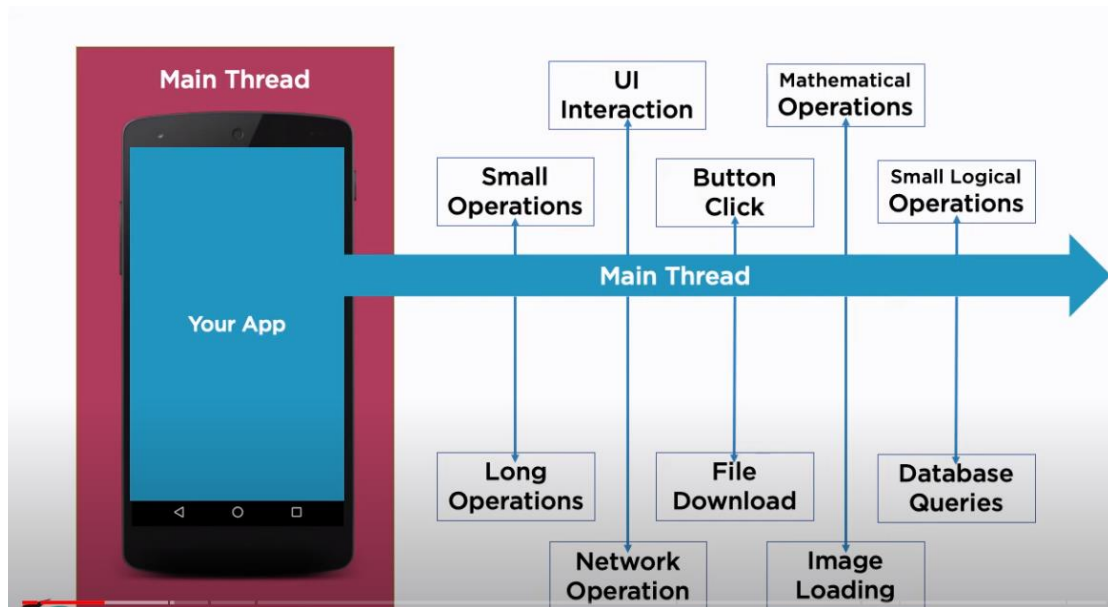 Main Thread
UI
Interaction
Mathematical
Operations
Small
Operations
Button
Click
Small Logical
Operations
Main Thread
Your App
Long
Operations
File
Download
Database
Queries
Network
Operation
Image
Loading